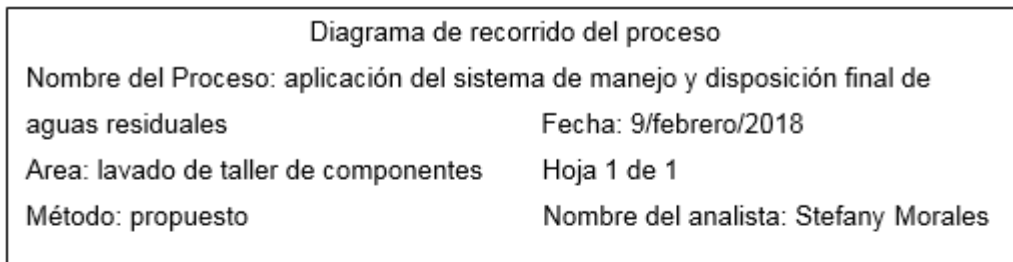 Diagrama de recorrido del proceso
Nombre del Proceso: aplicación del sistema de manejo y disposición final de
aguas residuales Fecha: 9/febrero/2018
Area: lavado de taller de componentes Hoja 1 de 1
Método: propuesto Nombre del analista: Stefany Morales